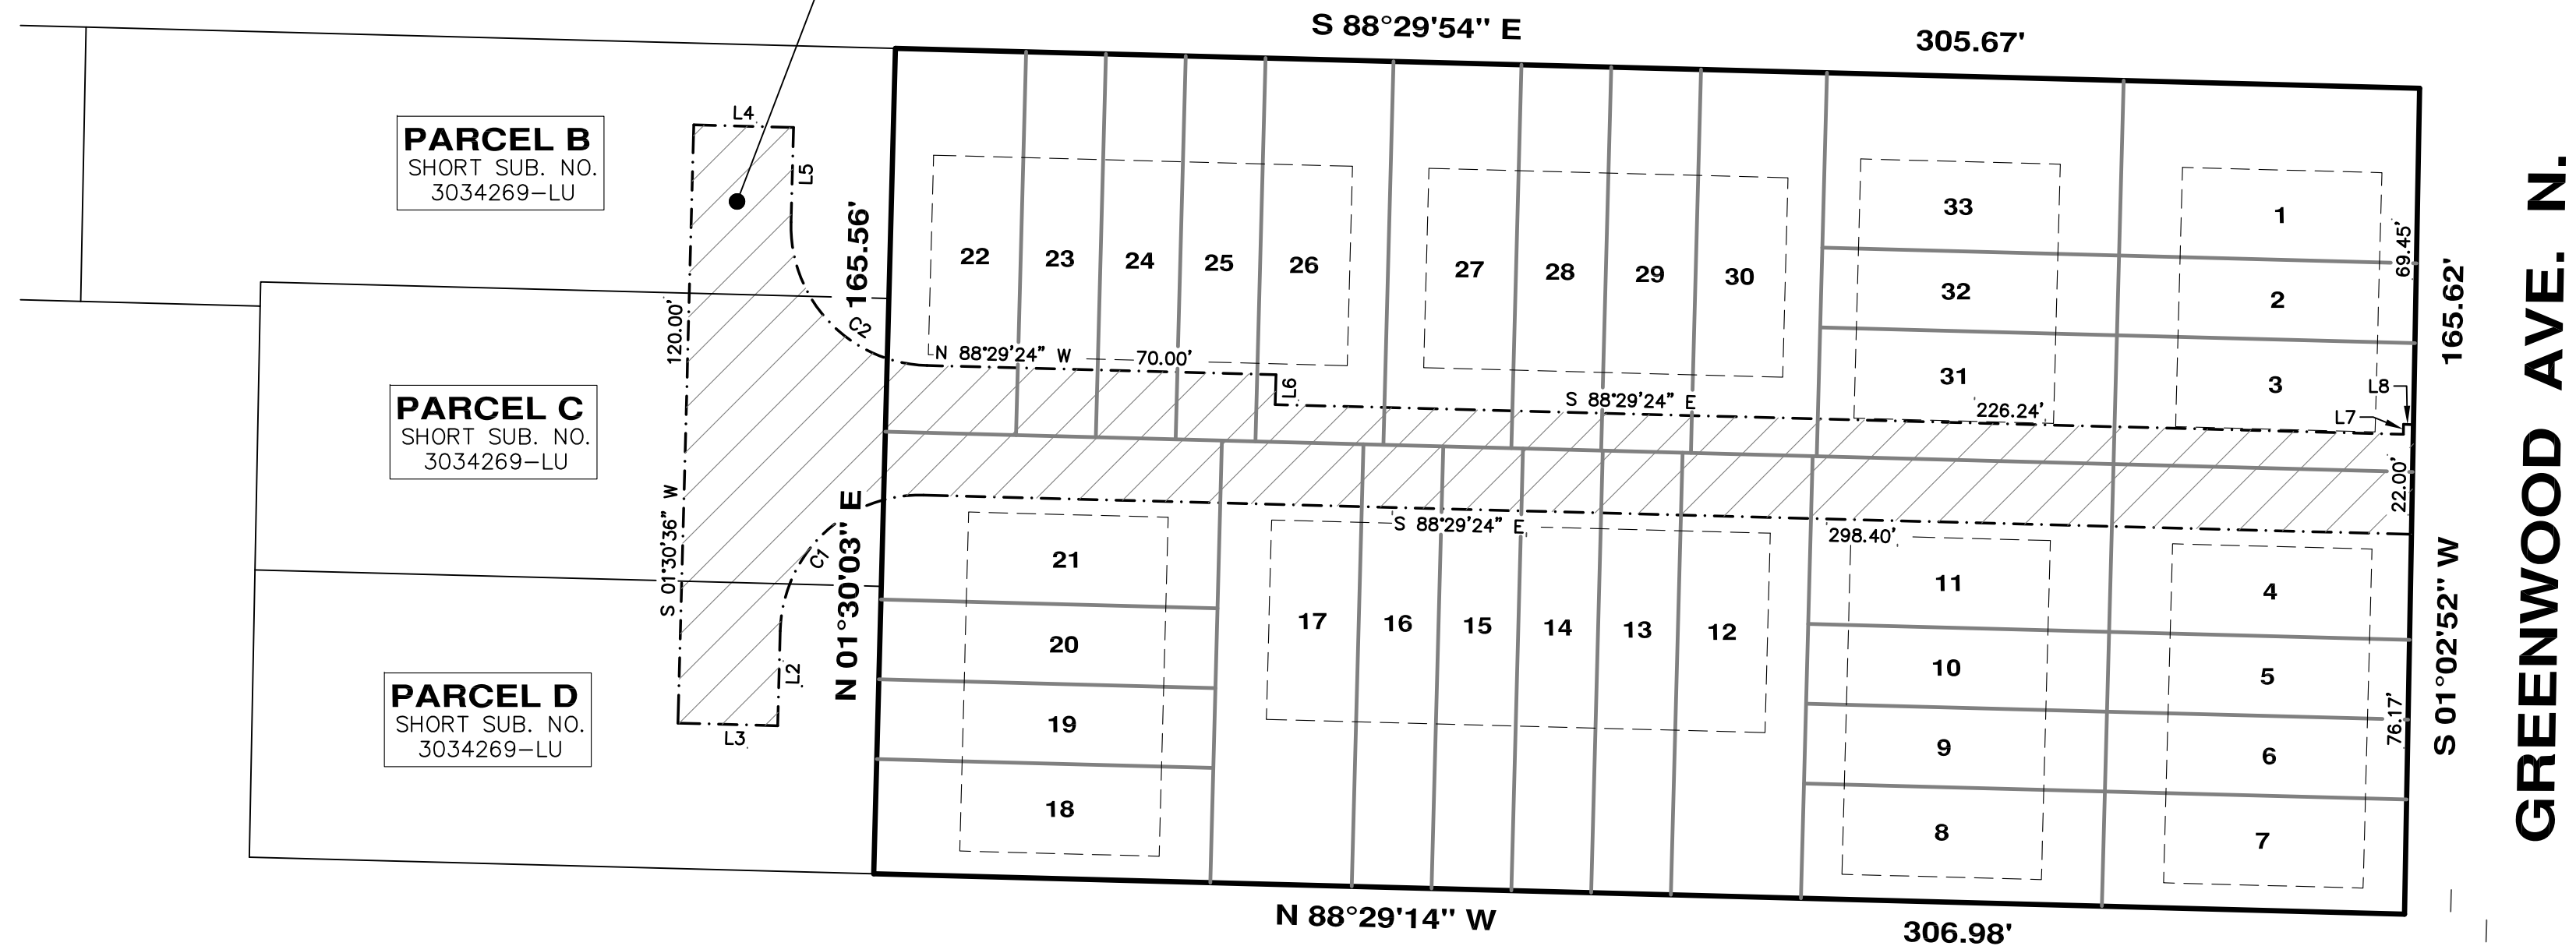 S 88°29'54" E
305.67'
PARCEL B
SHORT SUB. NO.
3034269-LU
L4
L5
165.56'
C2
120.00'
22
23
24
25
26
27
28
29
30
33
32
31
1
2
3
69.45'
165.62'
GREENWOOD AVE. N.
N 88°29'24" W
70.00'
L6
S 88°29'24" E
226.24'
L7
L8
22.00'
PARCEL C
SHORT SUB. NO.
3034269-LU
S 01°30'36" W
C1
N 01°30'03" E
S 88°29'24" E
298.40'
21
20
19
18
17
16
15
14
13
12
11
10
9
8
4
5
6
7
76.17'
S 01°02'52" W
PARCEL D
SHORT SUB. NO.
3034269-LU
L2
L3
N 88°29'14" W
306.98'